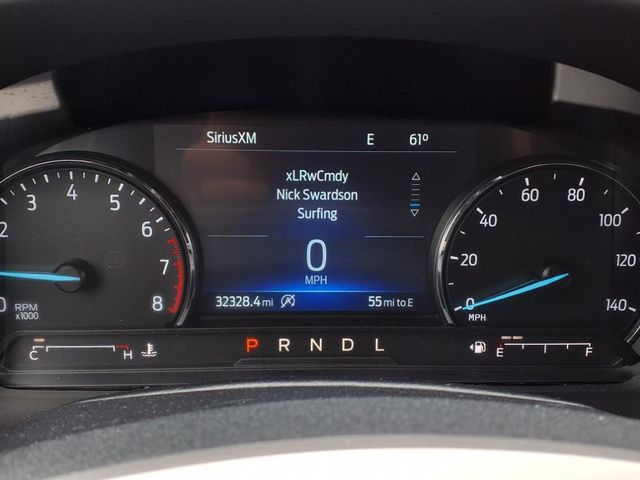 SiriusXM E 61°
xLRwCmdy
Nick Swardson
Surfing
0
MPH
32328.4 mi 55 mi to E
0 2 3 4 5 6 7 8
RPM
x1000
0 20 40 60 80 100 120 140
MPH
C H
P R N D L
E F